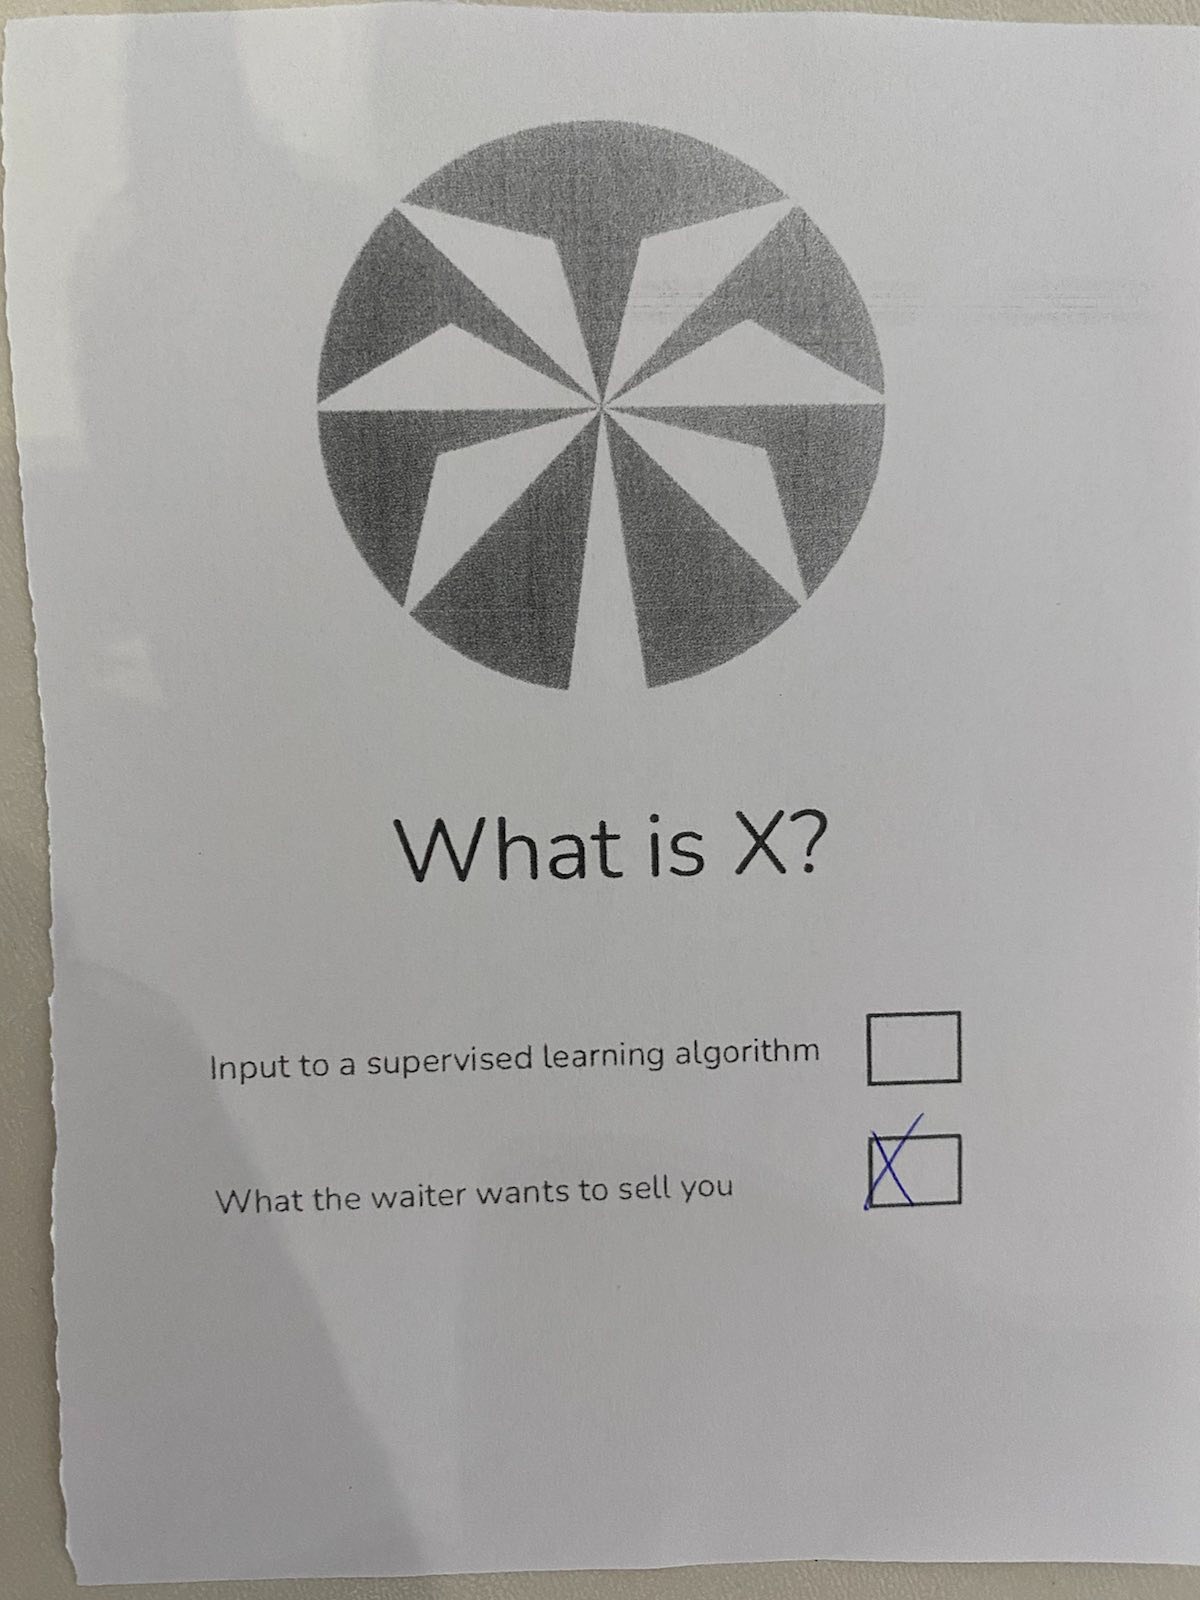 What is X?
Input to a supervised learning algorithm
What the waiter wants to sell you X